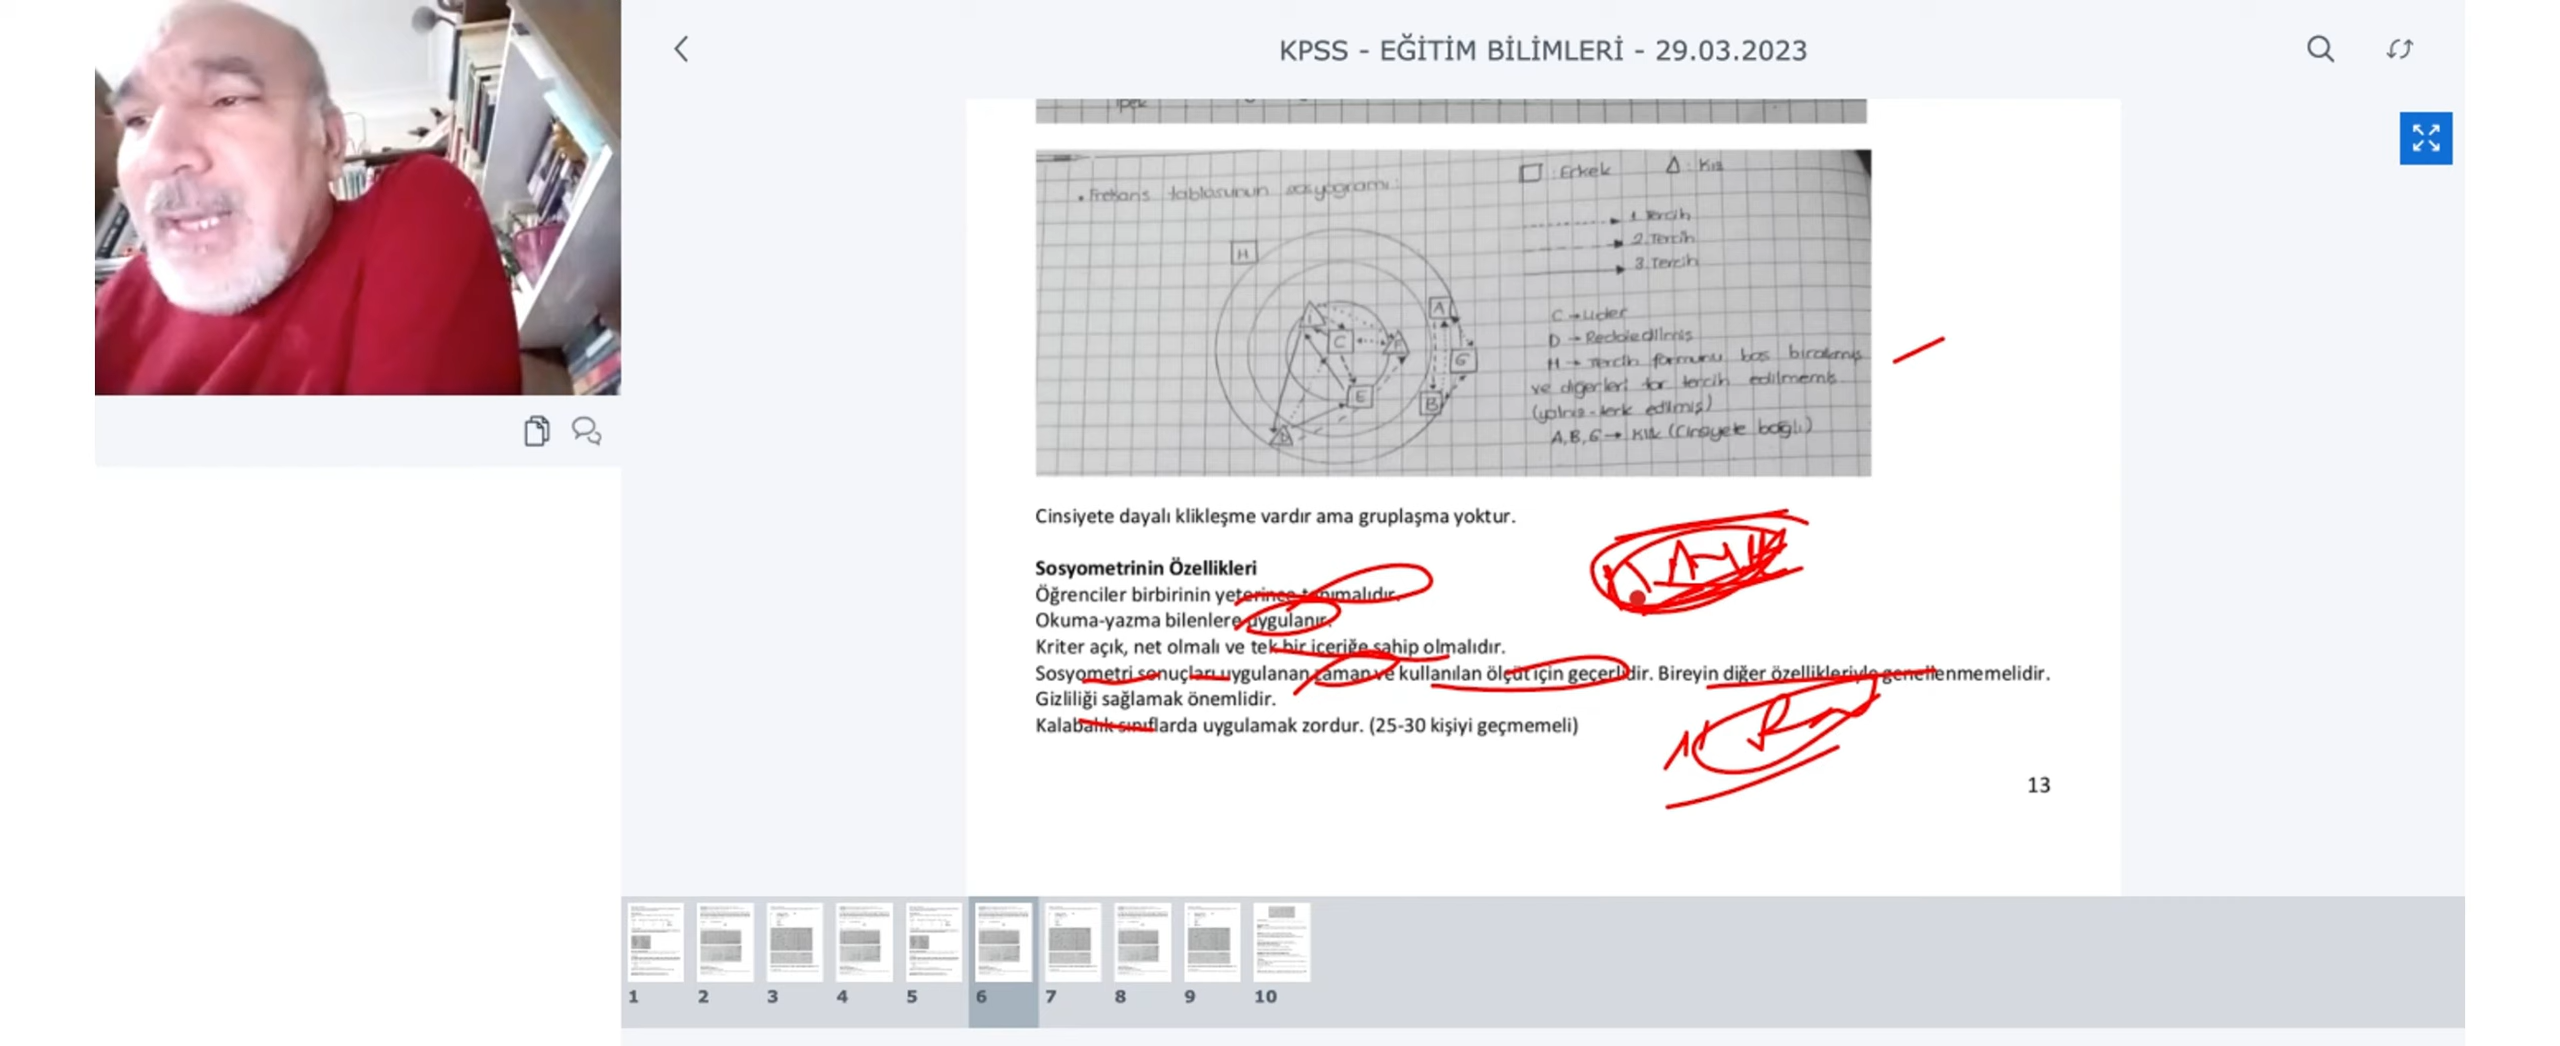 KPSS - EĞİTİM BİLİMLERİ - 29.03.2023
İpek
• Frekans tablosunun sosyogramı:
: Erkek
: Kız
1. Tercih
2. Tercih
3. Tercih
H
A
C
G
E
B
C → Lider
D → Reddedilmiş
H → Tercih formunu boş bırakmış
ve diğerleri tercih edilmemiş
(yalnız-terk edilmiş)
A, B, G → Klik (Cinsiyete bağlı)
Cinsiyete dayalı klikleşme vardır ama gruplaşma yoktur.
Sosyometrinin Özellikleri
Öğrenciler birbirinin yeterince tanımalıdır.
Okuma-yazma bilenlere uygulanır.
Kriter açık, net olmalı ve tek bir içeriğe sahip olmalıdır.
Sosyometri sonuçları uygulanan zaman ve kullanılan ölçüt için geçerlidir. Bireyin diğer özellikleriyle genellenmemelidir.
Gizliliği sağlamak önemlidir.
Kalabalık sınıflarda uygulamak zordur. (25-30 kişiyi geçmemeli)
13
1
2
3
4
5
6
7
8
9
10